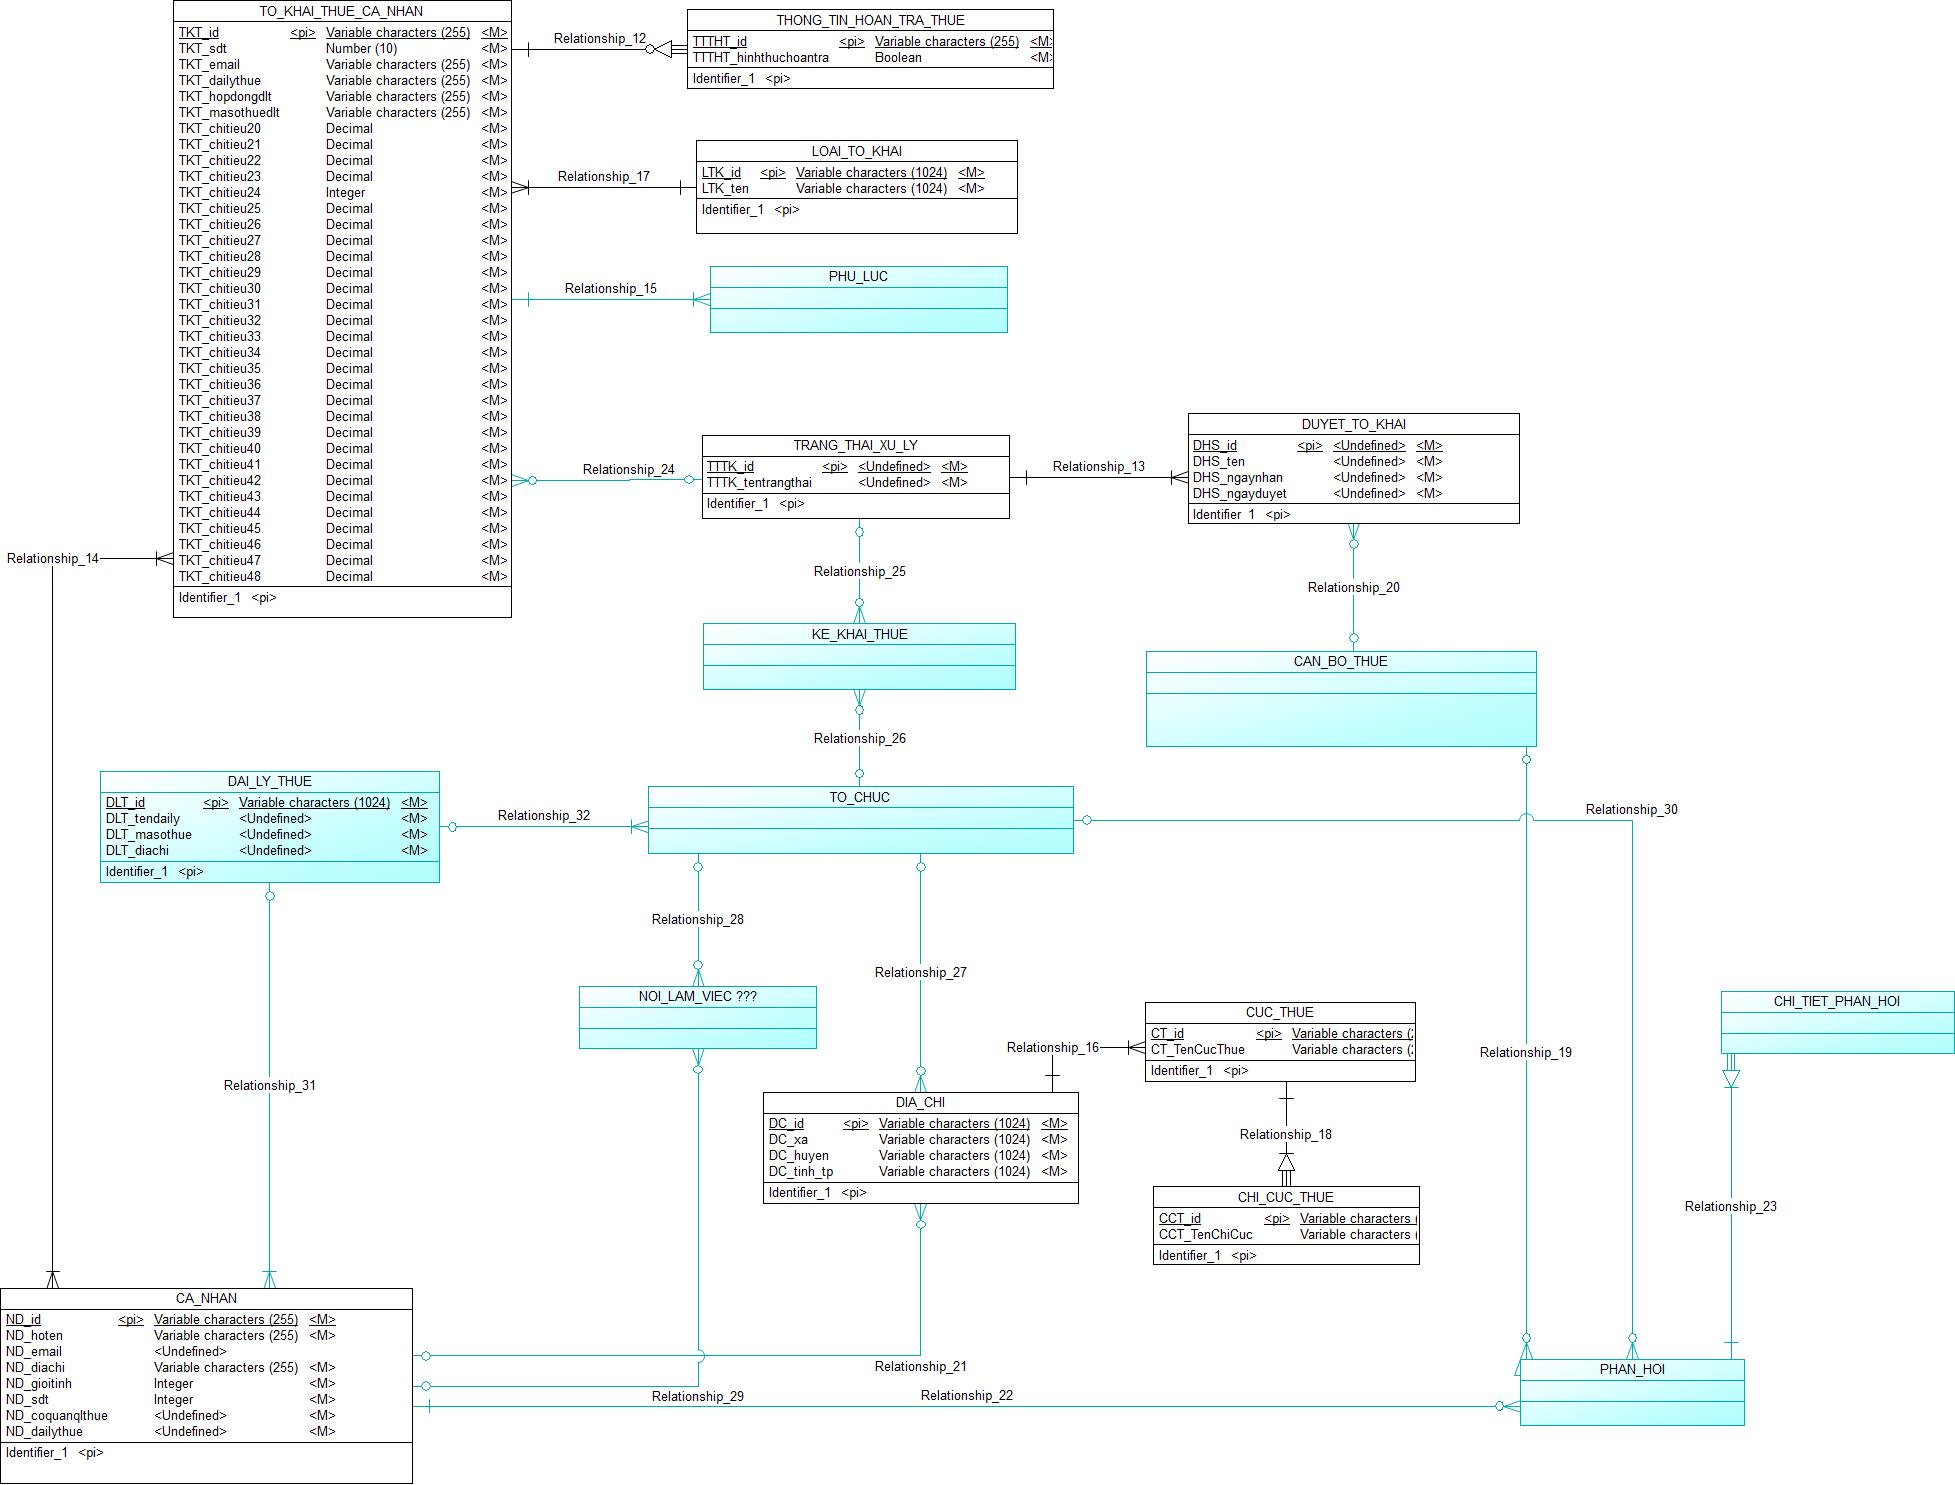 TO_KHAI_THUE_CA_NHAN
TKT_id <pi> Variable characters (255) <M>
TKT_sdt Number (10) <M>
TKT_email Variable characters (255) <M>
TKT_dailythue Variable characters (255) <M>
TKT_hopdongdlt Variable characters (255) <M>
TKT_masothuedlt Variable characters (255) <M>
TKT_chitieu20 Decimal <M>
TKT_chitieu21 Decimal <M>
TKT_chitieu22 Decimal <M>
TKT_chitieu23 Decimal <M>
TKT_chitieu24 Integer <M>
TKT_chitieu25 Decimal <M>
TKT_chitieu26 Decimal <M>
TKT_chitieu27 Decimal <M>
TKT_chitieu28 Decimal <M>
TKT_chitieu29 Decimal <M>
TKT_chitieu30 Decimal <M>
TKT_chitieu31 Decimal <M>
TKT_chitieu32 Decimal <M>
TKT_chitieu33 Decimal <M>
TKT_chitieu34 Decimal <M>
TKT_chitieu35 Decimal <M>
TKT_chitieu36 Decimal <M>
TKT_chitieu37 Decimal <M>
TKT_chitieu38 Decimal <M>
TKT_chitieu39 Decimal <M>
TKT_chitieu40 Decimal <M>
TKT_chitieu41 Decimal <M>
TKT_chitieu42 Decimal <M>
TKT_chitieu43 Decimal <M>
TKT_chitieu44 Decimal <M>
TKT_chitieu45 Decimal <M>
TKT_chitieu46 Decimal <M>
TKT_chitieu47 Decimal <M>
TKT_chitieu48 Decimal <M>
Identifier_1 <pi>
Relationship_12
THONG_TIN_HOAN_TRA_THUE
TTTHT_id <pi> Variable characters (255) <M>
TTTHT_hinhthuchoantra Boolean <M>
Identifier_1 <pi>
Relationship_17
LOAI_TO_KHAI
LTK_id <pi> Variable characters (1024) <M>
LTK_ten Variable characters (1024) <M>
Identifier_1 <pi>
Relationship_15
PHU_LUC
Relationship_24
TRANG_THAI_XU_LY
TTTK_id <pi> <Undefined> <M>
TTTK_tentrangthai <Undefined> <M>
Identifier_1 <pi>
Relationship_13
DUYET_TO_KHAI
DHS_id <pi> <Undefined> <M>
DHS_ten <Undefined> <M>
DHS_ngaynhan <Undefined> <M>
DHS_ngayduyet <Undefined> <M>
Identifier_1 <pi>
Relationship_14
Relationship_25
Relationship_20
KE_KHAI_THUE
CAN_BO_THUE
Relationship_26
DAI_LY_THUE
DLT_id <pi> Variable characters (1024) <M>
DLT_tendaily <Undefined> <M>
DLT_masothue <Undefined> <M>
DLT_diachi <Undefined> <M>
Identifier_1 <pi>
Relationship_32
TO_CHUC
Relationship_30
Relationship_28
Relationship_27
NOI_LAM_VIEC ???
Relationship_16
CUC_THUE
CT_id <pi> Variable characters (
CT_TenCucThue Variable characters (
Identifier_1 <pi>
Relationship_19
CHI_TIET_PHAN_HOI
Relationship_31
DIA_CHI
DC_id <pi> Variable characters (1024) <M>
DC_xa Variable characters (1024) <M>
DC_huyen Variable characters (1024) <M>
DC_tinh_tp Variable characters (1024) <M>
Identifier_1 <pi>
Relationship_18
CHI_CUC_THUE
CCT_id <pi> Variable characters (
CCT_TenChiCuc Variable characters (
Identifier_1 <pi>
Relationship_23
CA_NHAN
ND_id <pi> Variable characters (255) <M>
ND_hoten Variable characters (255) <M>
ND_email <Undefined>
ND_diachi Variable characters (255) <M>
ND_gioitinh Integer <M>
ND_sdt Integer <M>
ND_coquanqlthue <Undefined> <M>
ND_dailythue <Undefined> <M>
Identifier_1 <pi>
Relationship_21
Relationship_29
Relationship_22
PHAN_HOI